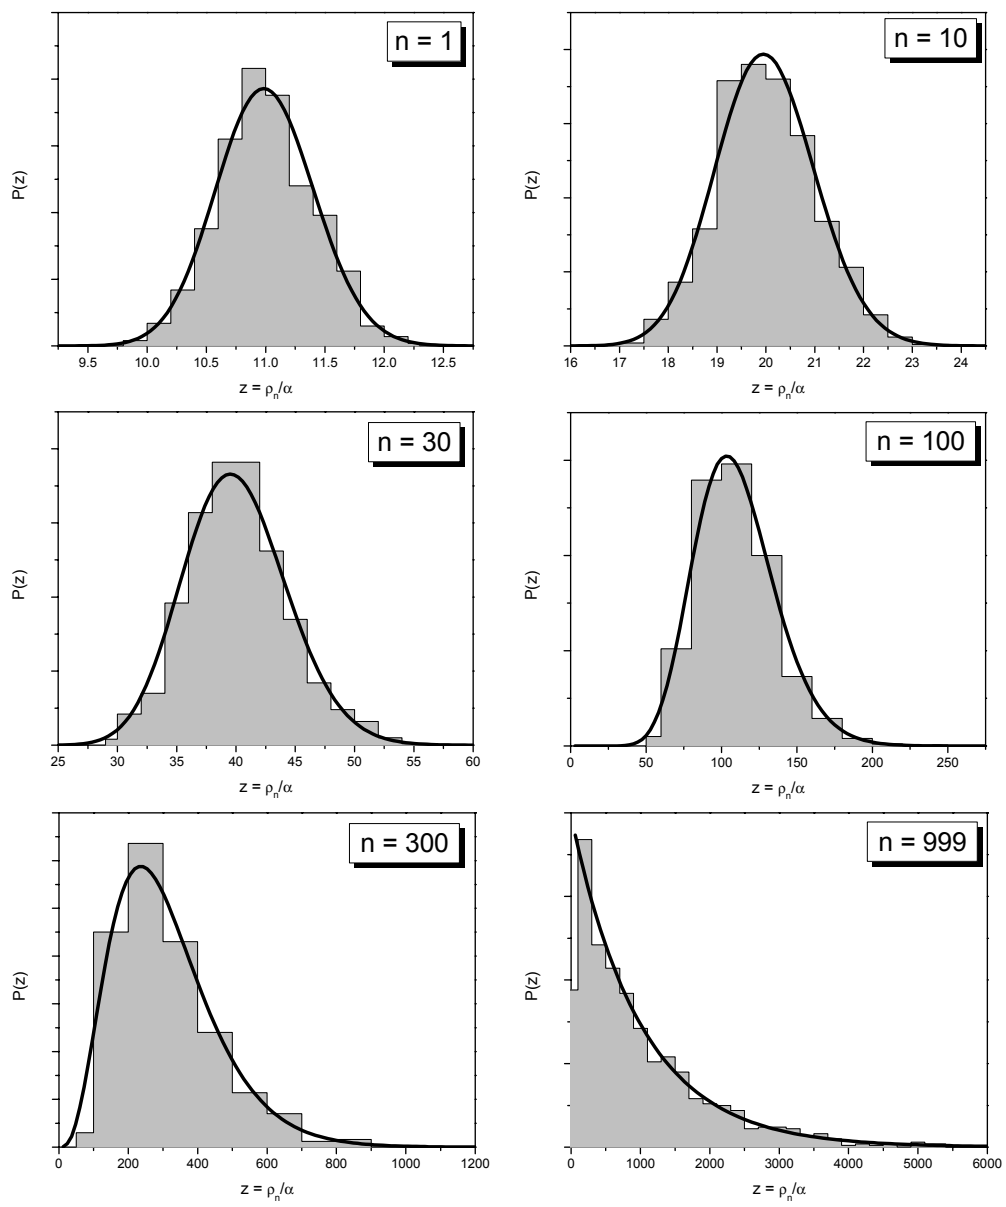 n = 1
P(z)
9.5 10.0 10.5 11.0 11.5 12.0 12.5
z = ρₙ/α
n = 10
P(z)
16 17 18 19 20 21 22 23 24
z = ρₙ/α
n = 30
P(z)
25 30 35 40 45 50 55 60
z = ρₙ/α
n = 100
P(z)
0 50 100 150 200 250
z = ρₙ/α
n = 300
P(z)
0 200 400 600 800 1000 1200
z = ρₙ/α
n = 999
P(z)
0 1000 2000 3000 4000 5000 6000
z = ρₙ/α